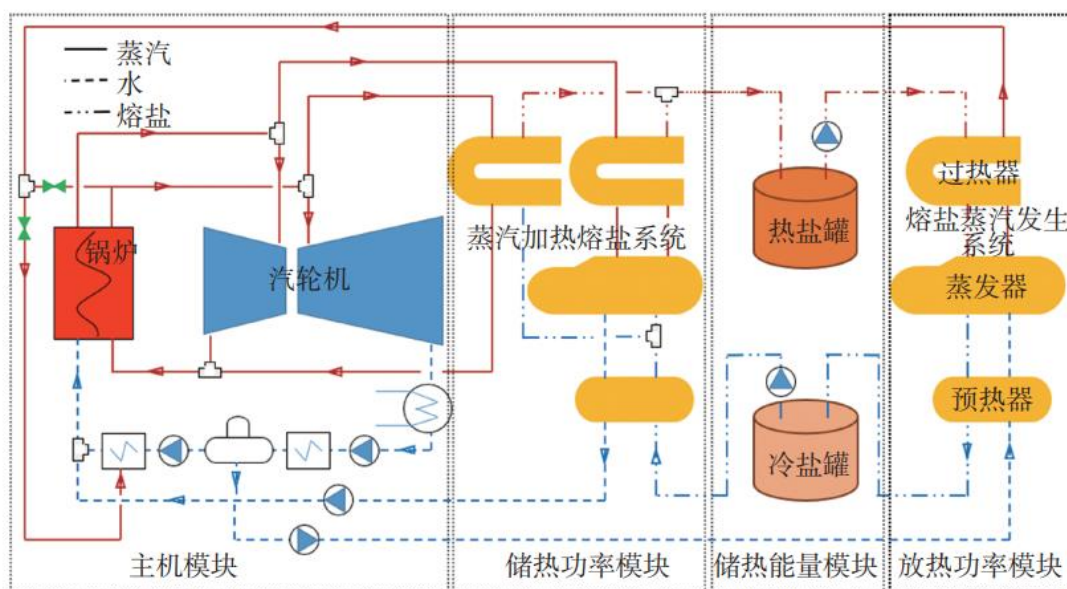 蒸汽
水
熔盐
锅炉
汽轮机
蒸汽加热熔盐系统
热盐罐
冷盐罐
过热器
熔盐蒸汽发生
系统
蒸发器
预热器
主机模块
储热功率模块
储热能量模块
放热功率模块